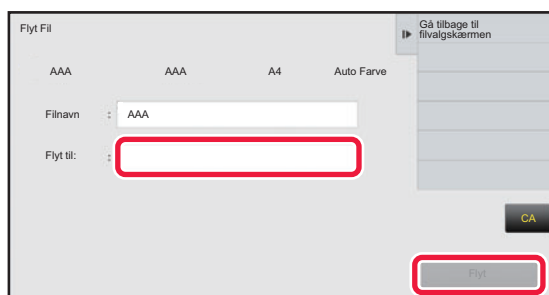 Flyt Fil
Gå tilbage til
filvalgskærmen
AAA AAA A4 Auto Farve
Filnavn : AAA
Flyt til: :
CA
Flyt